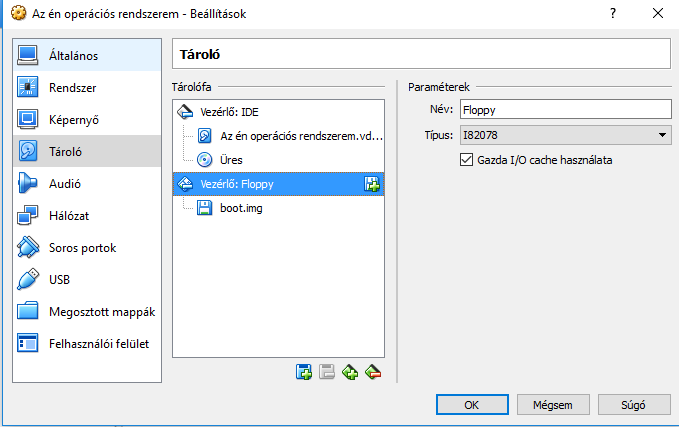 Az én operációs rendszerem - Beállítások
?
Általános
Rendszer
Képernyő
Tároló
Audió
Hálózat
Soros portok
USB
Megosztott mappák
Felhasználói felület
Tároló
Tárolófa
Vezérlő: IDE
Az én operációs rendszerem.vd...
Üres
Vezérlő: Floppy
boot.img
Paraméterek
Név: Floppy
Típus: I82078
Gazda I/O cache használata
OK
Mégsem
Súgó